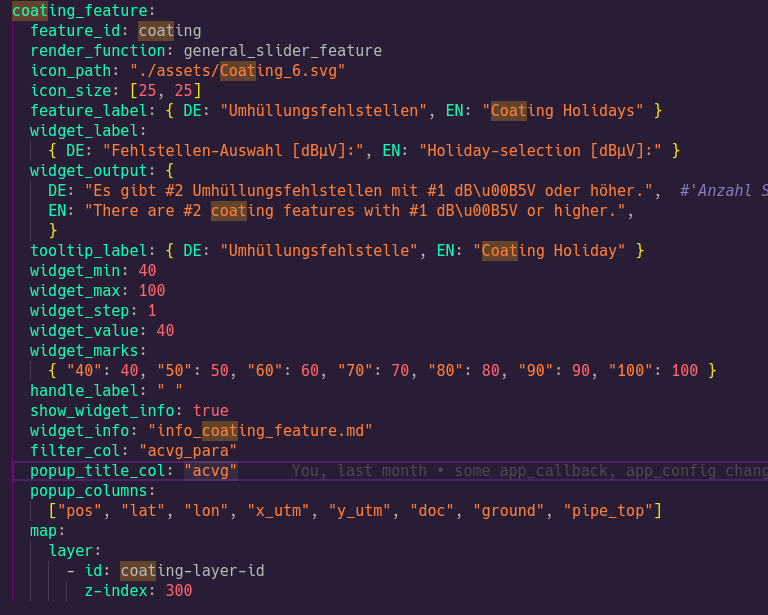 coating_feature:
feature_id: coating
render_function: general_slider_feature
icon_path: "./assets/Coating_6.svg"
icon_size: [25, 25]
feature_label: { DE: "Umhüllungsfehlstellen", EN: "Coating Holidays" }
widget_label:
{ DE: "Fehlstellen-Auswahl [dBµV]:", EN: "Holiday-selection [dBµV]:" }
widget_output: {
DE: "Es gibt #2 Umhüllungsfehlstellen mit #1 dB\u00B5V oder höher.", #'Anzahl S
EN: "There are #2 coating features with #1 dB\u00B5V or higher.",
}
tooltip_label: { DE: "Umhüllungsfehlstelle", EN: "Coating Holiday" }
widget_min: 40
widget_max: 100
widget_step: 1
widget_value: 40
widget_marks:
{ "40": 40, "50": 50, "60": 60, "70": 70, "80": 80, "90": 90, "100": 100 }
handle_label: " "
show_widget_info: true
widget_info: "info_coating_feature.md"
filter_col: "acvg_para"
popup_title_col: "acvg" You, last month • some app_callback, app_config chang
popup_columns:
["pos", "lat", "lon", "x_utm", "y_utm", "doc", "ground", "pipe_top"]
map:
layer:
- id: coating-layer-id
z-index: 300